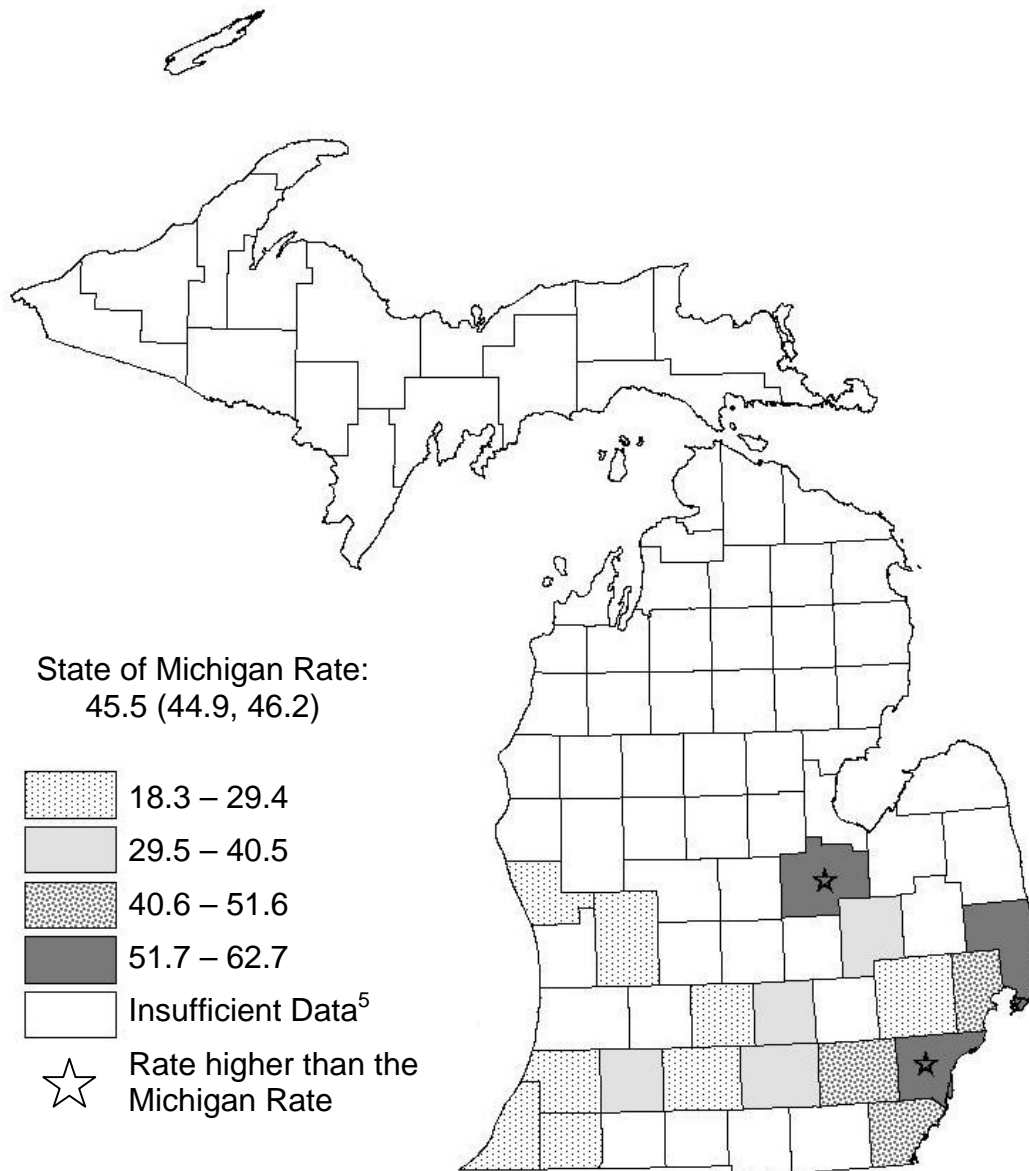 State of Michigan Rate:
45.5 (44.9, 46.2)
18.3 – 29.4
29.5 – 40.5
40.6 – 51.6
51.7 – 62.7
Insufficient Data⁵
Rate higher than the
Michigan Rate